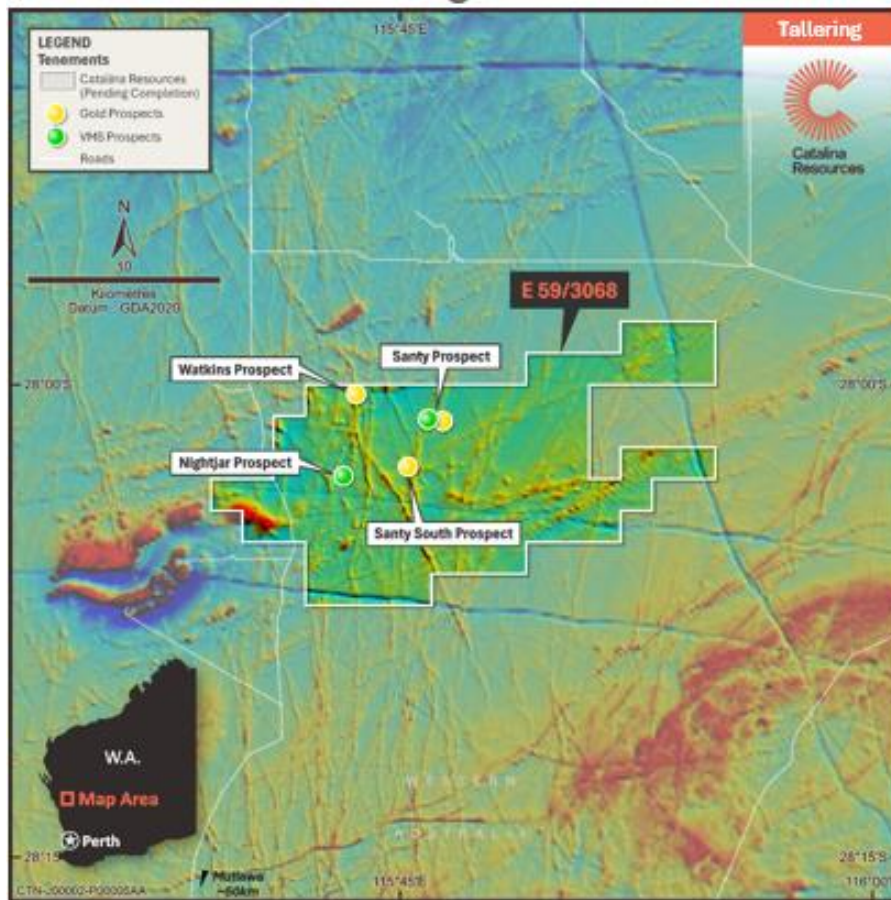 115°45'E
LEGEND
Tenements
Catalina Resources
(Pending Completion)
Gold Prospects
VMS Prospects
Roads
Tallering
Catalina
Resources
N
10
Kilometres
Datum : GDA2020
E 59/3068
Watkins Prospect
Santy Prospect
28°00'S
28°00'S
Nightjar Prospect
Santy South Prospect
W.A.
Map Area
Perth
WESTERN
AUSTRALIA
28°15'S
28°15'S
Mullewa
~50km
115°45'E
116°00'E